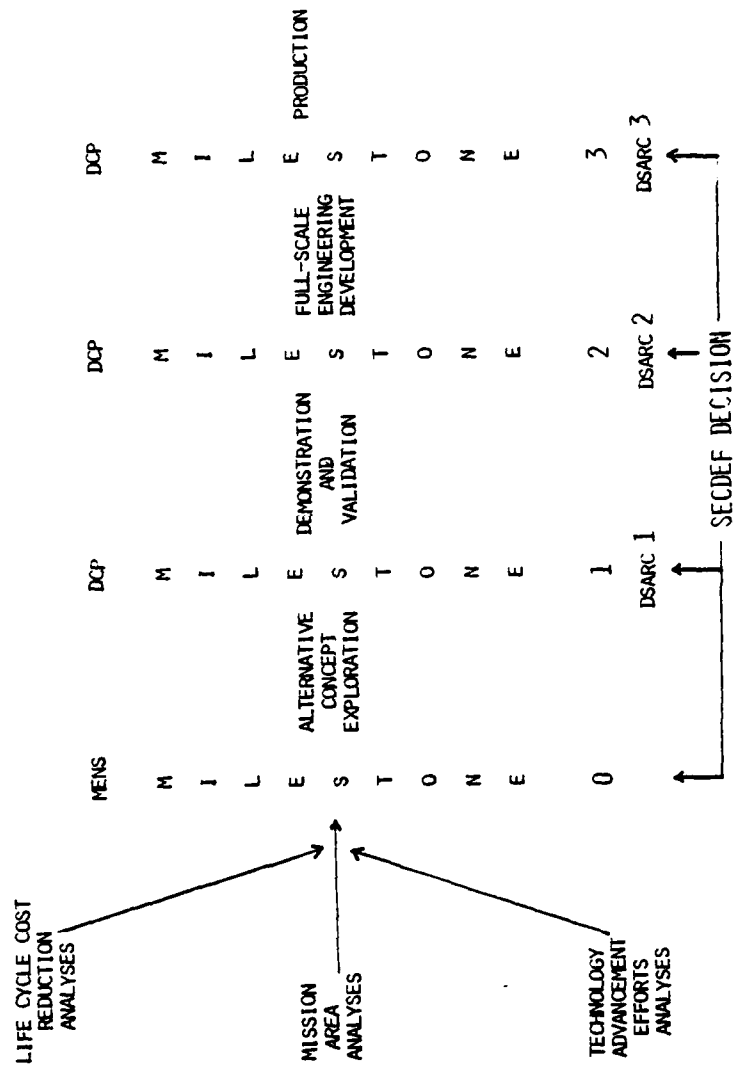 LIFE CYCLE COST
REDUCTION
ANALYSES
MISSION
AREA
ANALYSES
TECHNOLOGY
ADVANCEMENT
EFFORTS
ANALYSES
MENS
MILESTONE
0
ALTERNATIVE
CONCEPT
EXPLORATION
DCP
MILESTONE
1
DSARC 1
DEMONSTRATION
AND
VALIDATION
DCP
MILESTONE
2
DSARC 2
FULL-SCALE
ENGINEERING
DEVELOPMENT
DCP
MILESTONE
3
DSARC 3
PRODUCTION
SECDEF DECISION